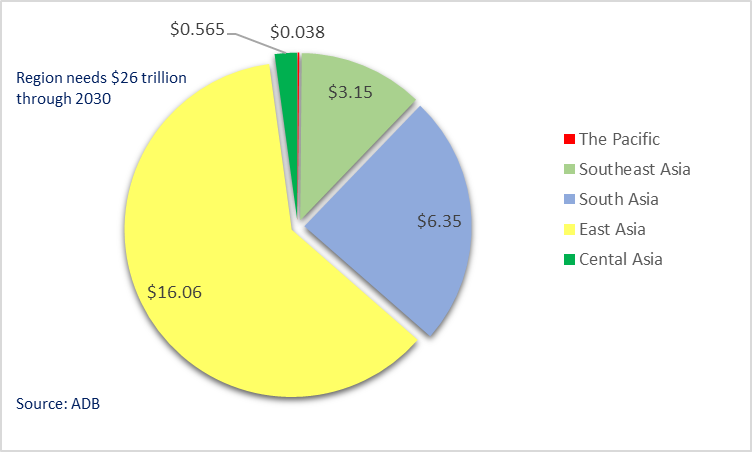 $0.565
$0.038
Region needs $26 trillion
through 2030
$3.15
$6.35
$16.06
The Pacific
Southeast Asia
South Asia
East Asia
Cental Asia
Source: ADB